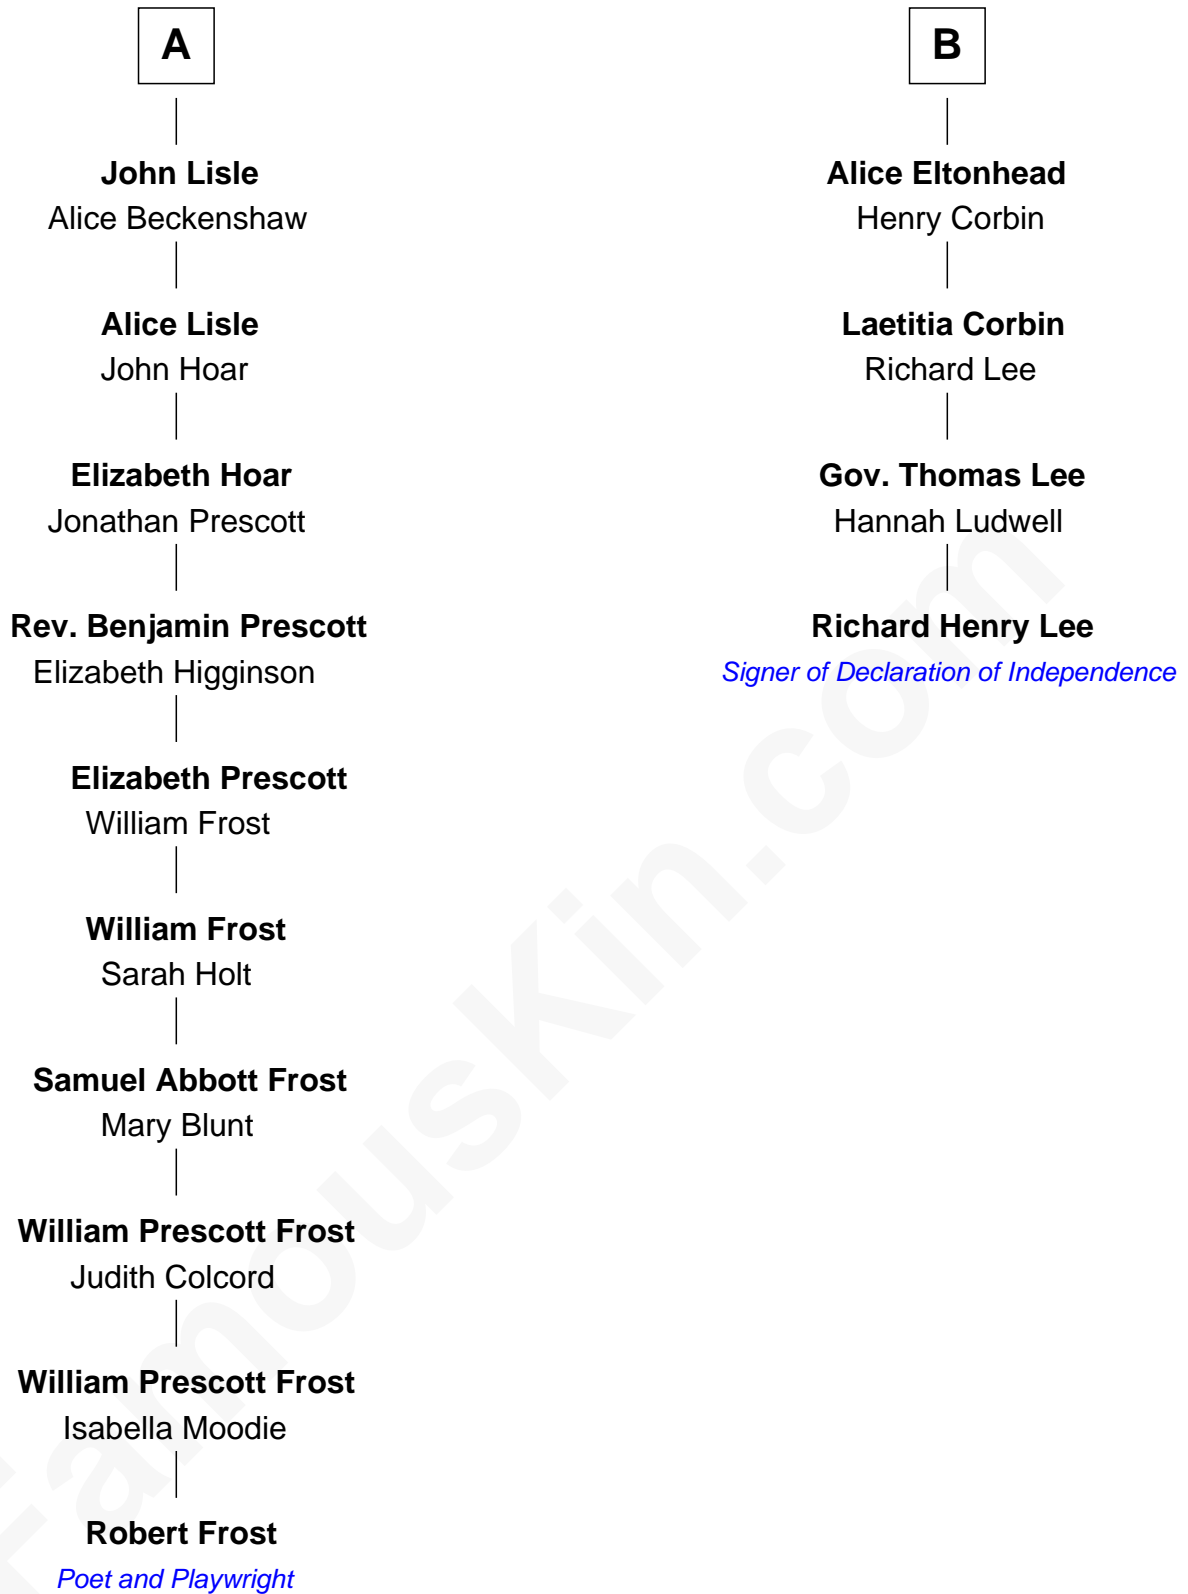 A
John Lisle
Alice Beckenshaw
Alice Lisle
John Hoar
Elizabeth Hoar
Jonathan Prescott
Rev. Benjamin Prescott
Elizabeth Higginson
Elizabeth Prescott
William Frost
William Frost
Sarah Holt
Samuel Abbott Frost
Mary Blunt
William Prescott Frost
Judith Colcord
William Prescott Frost
Isabella Moodie
Robert Frost
Poet and Playwright
B
Alice Eltonhead
Henry Corbin
Laetitia Corbin
Richard Lee
Gov. Thomas Lee
Hannah Ludwell
Richard Henry Lee
Signer of Declaration of Independence
FamousKin.com